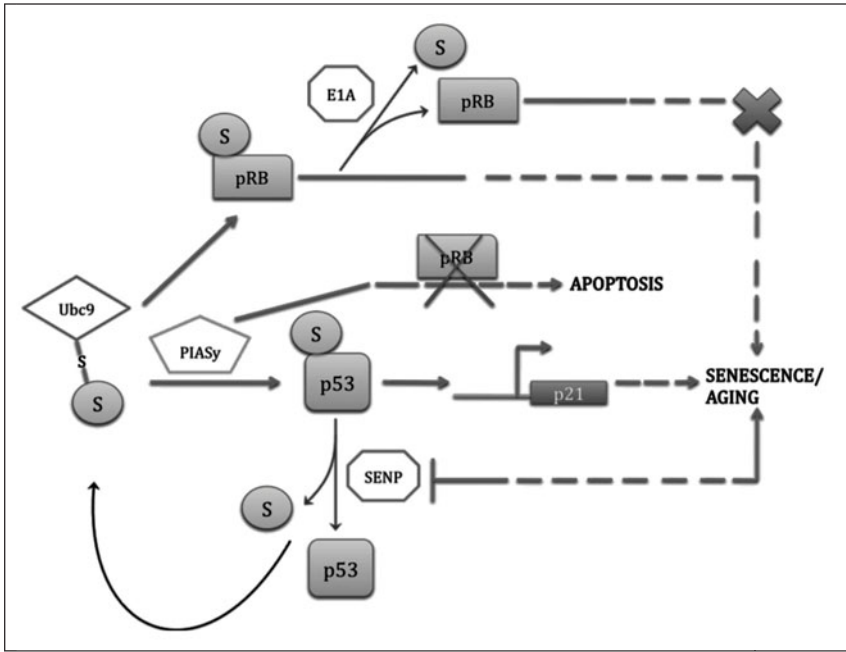 S
E1A
pRB
S
pRB
pRB
APOPTOSIS
Ubc9
S
S
PIASy
S
p53
p21
SENESCENCE/
AGING
SENP
S
p53